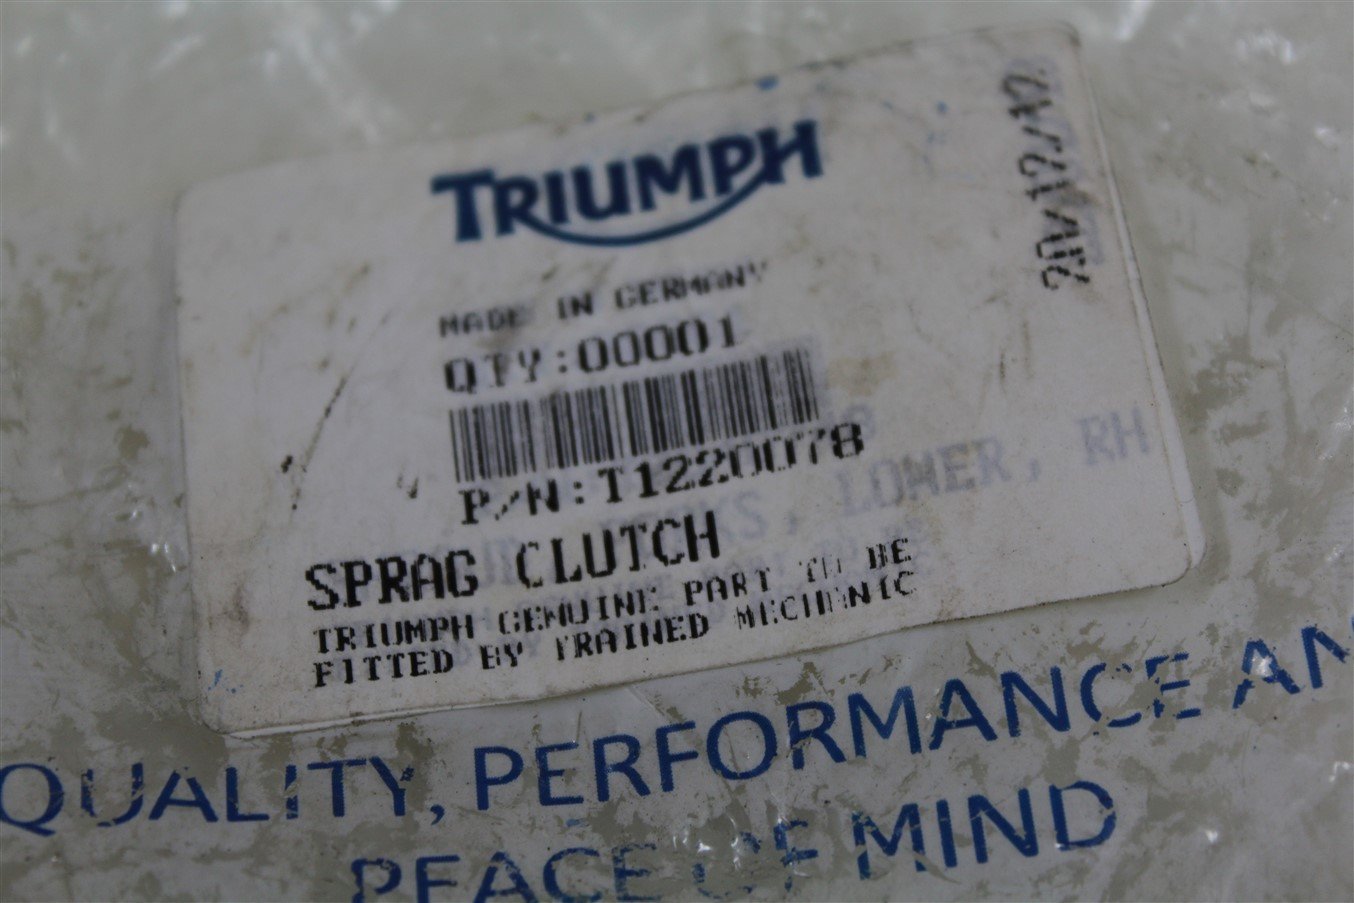 TRIUMPH
MADE IN GERMANY
QTY:00001
P/N:T1220078
SPRAG CLUTCH
TRIUMPH GENUINE PART TO BE
FITTED BY TRAINED MECHANIC
LOWER, RH
QUALITY, PERFORMANCE AN
PEACE OF MIND